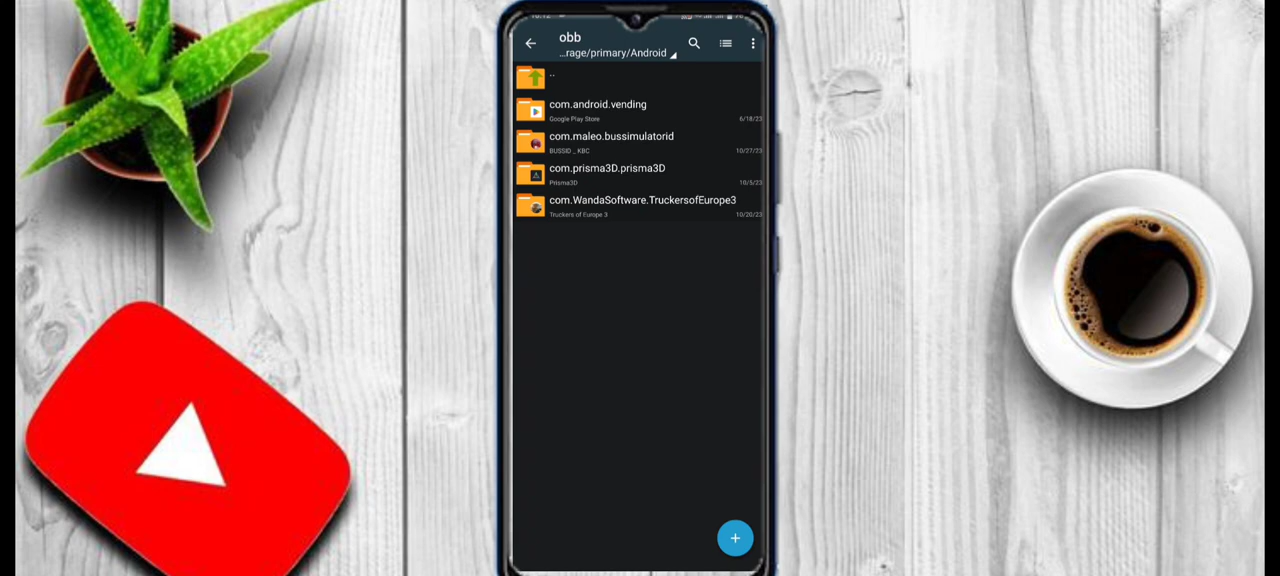 obb
...rage/primary/Android
..
com.android.vending
Google Play Store
6/18/23
com.maleo.bussimulatorid
BUSSID _ KBC
10/27/23
com.prisma3D.prisma3D
Prisma3D
10/5/23
com.WandaSoftware.TruckersofEurope3
Truckers of Europe 3
10/20/23